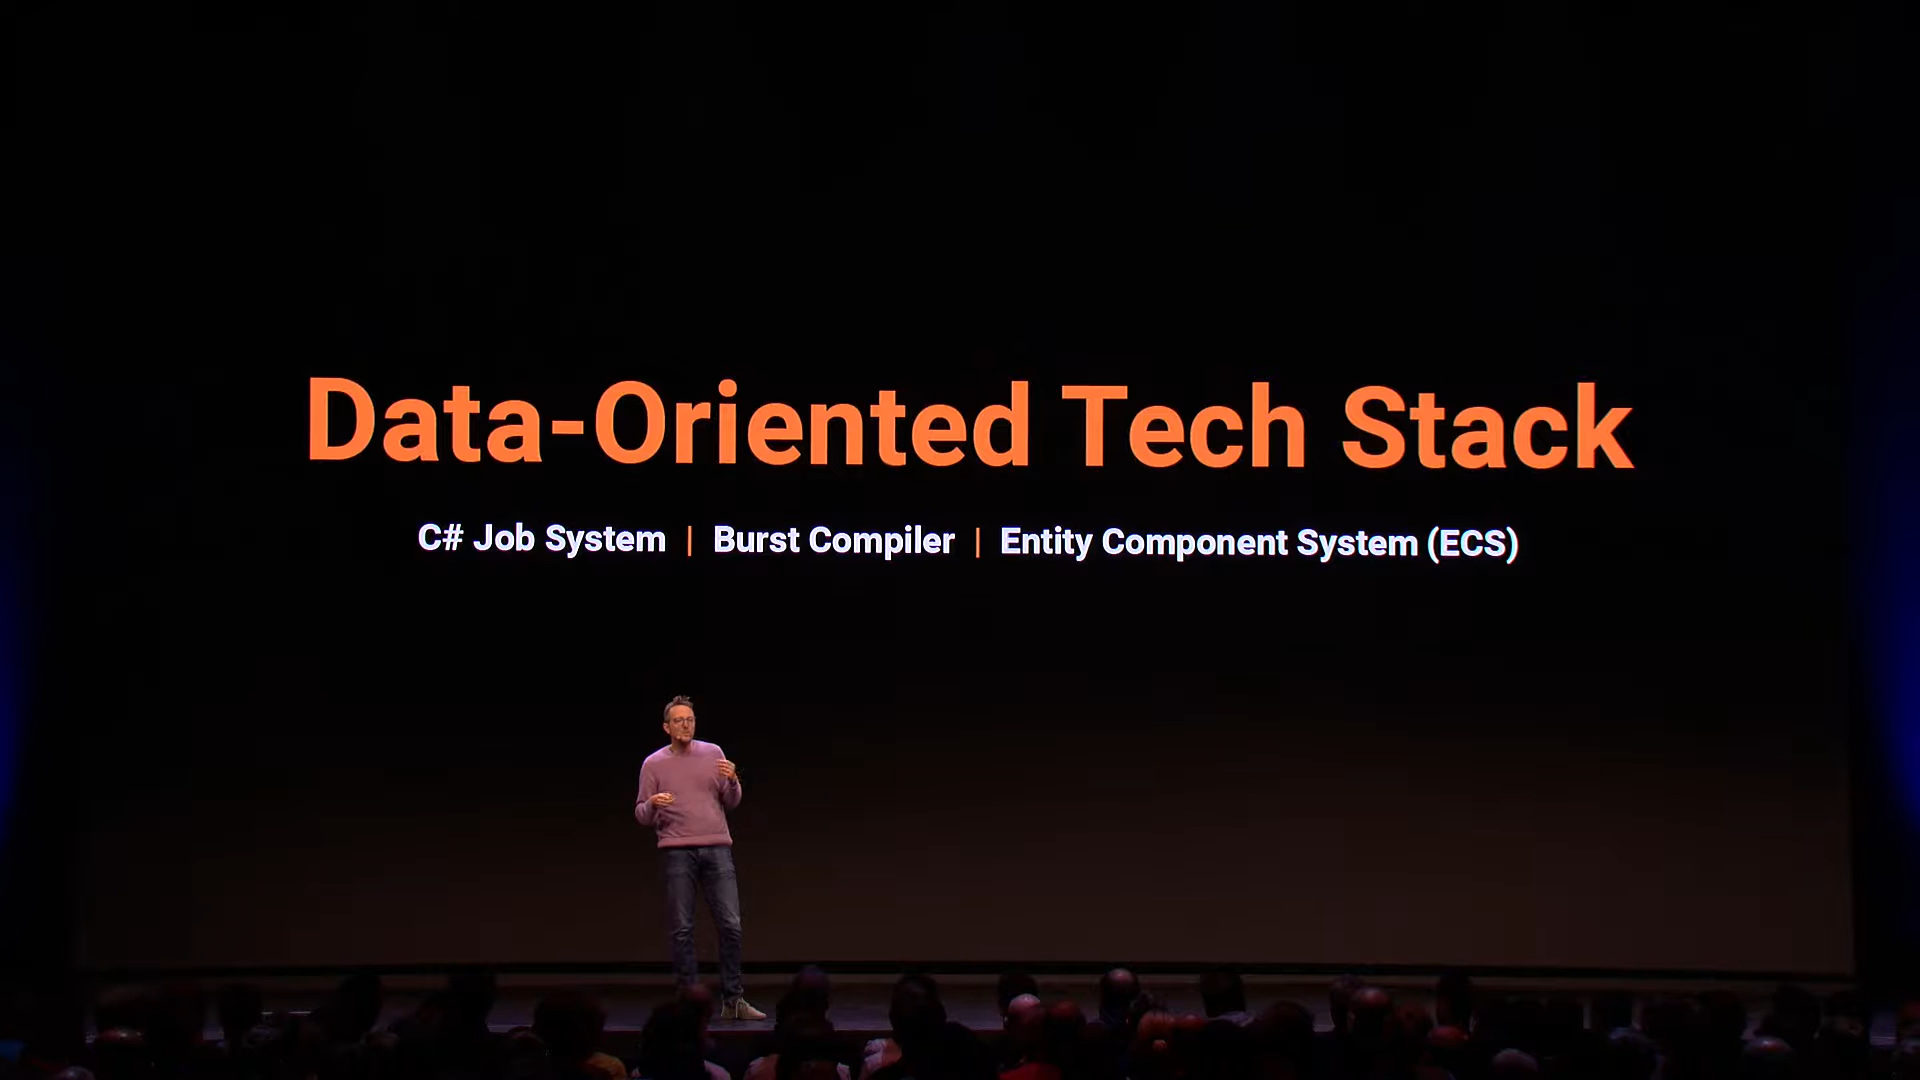 Data-Oriented Tech Stack
C# Job System | Burst Compiler | Entity Component System (ECS)